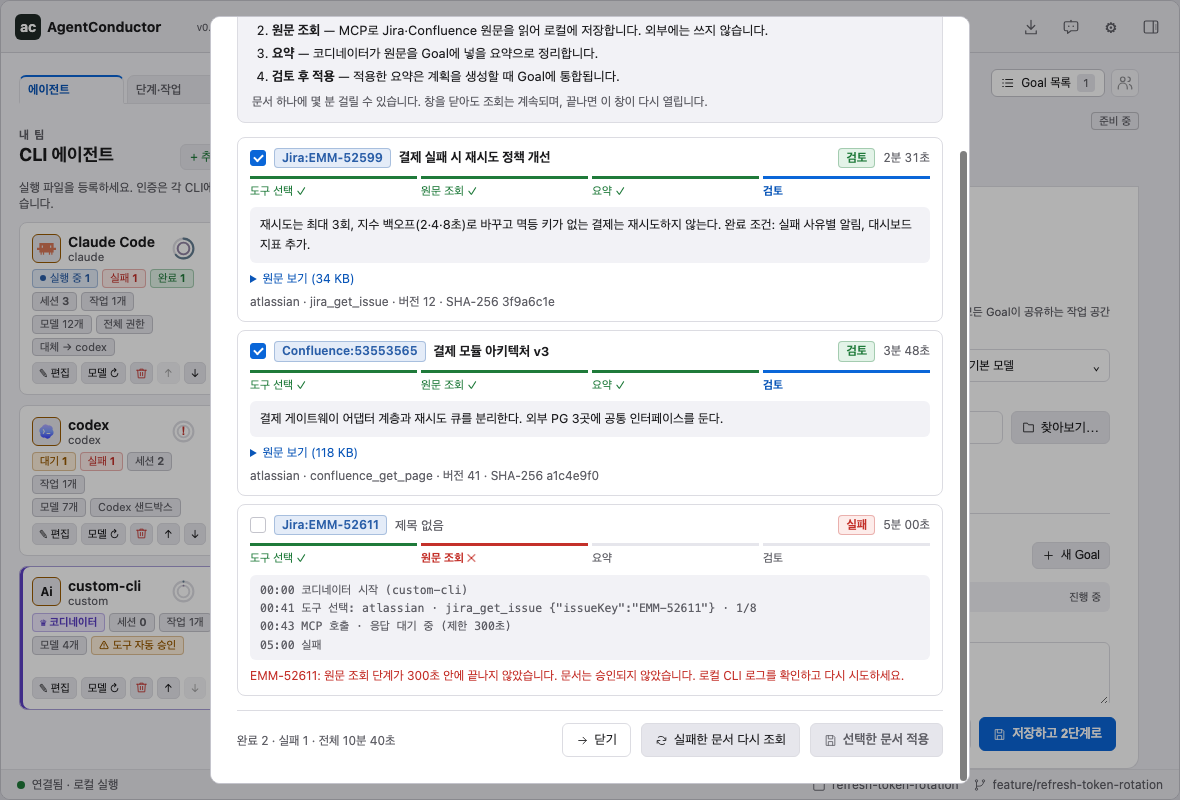 ac AgentConductor v0.
에이전트
단계·작업
Goal 목록 1
준비 중
내 팀
CLI 에이전트
+ 추
실행 파일을 등록하세요. 인증은 각 CLI에
습니다.
Claude Code
claude
실행 중 1
실패 1
완료 1
세션 3
작업 1개
모델 12개
전체 권한
대체 → codex
편집
모델
codex
codex
대기 1
실패 1
세션 2
작업 1개
모델 7개
Codex 샌드박스
편집
모델
Ai custom-cli
custom
코디네이터
세션 0
작업 1개
모델 4개
도구 자동 승인
편집
모델
2. 원문 조회 — MCP로 Jira·Confluence 원문을 읽어 로컬에 저장합니다. 외부에는 쓰지 않습니다.
3. 요약 — 코디네이터가 원문을 Goal에 넣을 요약으로 정리합니다.
4. 검토 후 적용 — 적용한 요약은 계획을 생성할 때 Goal에 통합됩니다.
문서 하나에 몇 분 걸릴 수 있습니다. 창을 닫아도 조회는 계속되며, 끝나면 이 창이 다시 열립니다.
Jira:EMM-52599 결제 실패 시 재시도 정책 개선 검토 2분 31초
도구 선택 ✓ 원문 조회 ✓ 요약 ✓ 검토
재시도는 최대 3회, 지수 백오프(2·4·8초)로 바꾸고 멱등 키가 없는 결제는 재시도하지 않는다. 완료 조건: 실패 사유별 알림, 대시보드
지표 추가.
▶ 원문 보기 (34 KB)
atlassian · jira_get_issue · 버전 12 · SHA-256 3f9a6c1e
Confluence:53553565 결제 모듈 아키텍처 v3 검토 3분 48초
도구 선택 ✓ 원문 조회 ✓ 요약 ✓ 검토
결제 게이트웨이 어댑터 계층과 재시도 큐를 분리한다. 외부 PG 3곳에 공통 인터페이스를 둔다.
▶ 원문 보기 (118 KB)
atlassian · confluence_get_page · 버전 41 · SHA-256 a1c4e9f0
Jira:EMM-52611 제목 없음 실패 5분 00초
도구 선택 ✓ 원문 조회 ✕ 요약 검토
00:00 코디네이터 시작 (custom-cli)
00:41 도구 선택: atlassian · jira_get_issue {"issueKey":"EMM-52611"} · 1/8
00:43 MCP 호출 · 응답 대기 중 (제한 300초)
05:00 실패
EMM-52611: 원문 조회 단계가 300초 안에 끝나지 않았습니다. 문서는 승인되지 않았습니다. 로컬 CLI 로그를 확인하고 다시 시도하세요.
완료 2 · 실패 1 · 전체 10분 40초
→ 닫기
실패한 문서 다시 조회
선택한 문서 적용
든 Goal이 공유하는 작업 공간
기본 모델
찾아보기...
+ 새 Goal
진행 중
저장하고 2단계로
연결됨 · 로컬 실행
refresh-token-rotation
feature/refresh-token-rotation